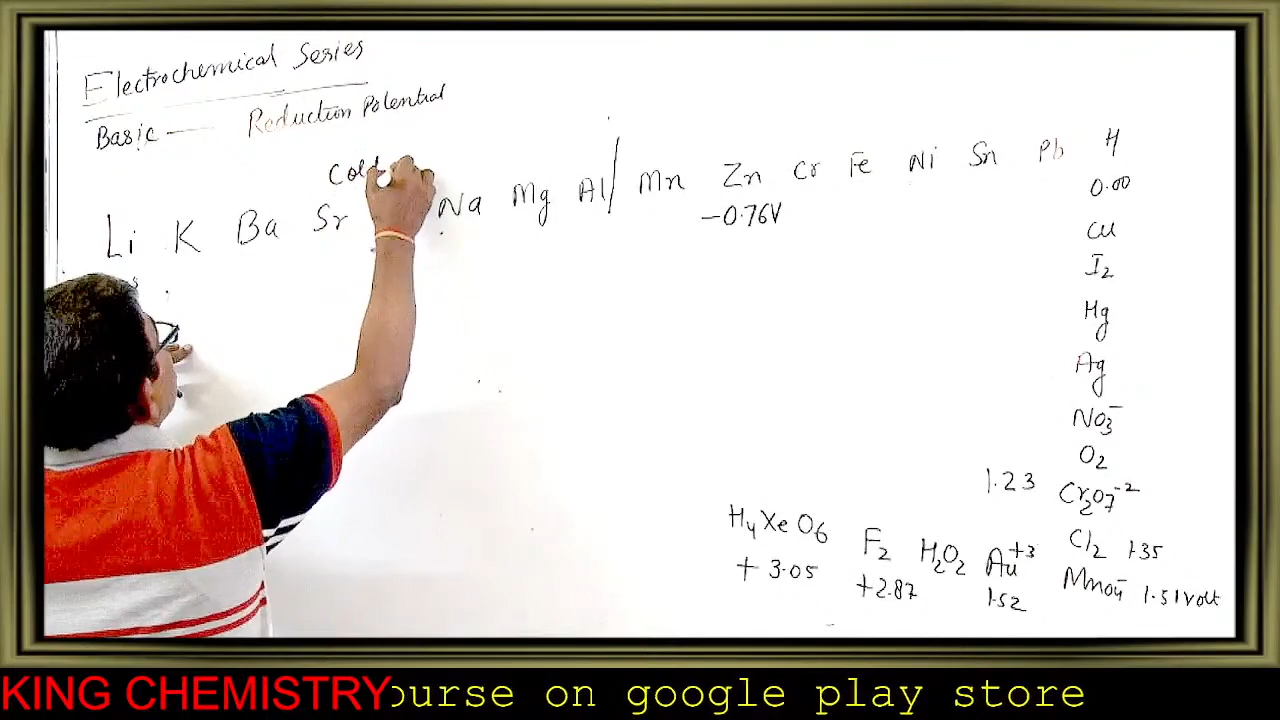 Electrochemical Series
Basic — Reduction Potential
Cold
Li K Ba Sr Na Mg Al / Mn Zn Cr Fe Ni Sn Pb H
-0.76V
0.00
Cu
I2
Hg
Ag
NO3-
O2
1.23 Cr2O7-2
Cl2 1.35
MnO4- 1.51volt
H4XeO6 F2 H2O2 Au+3
+3.05 +2.87 1.52
KING CHEMISTRY ourse on google play store